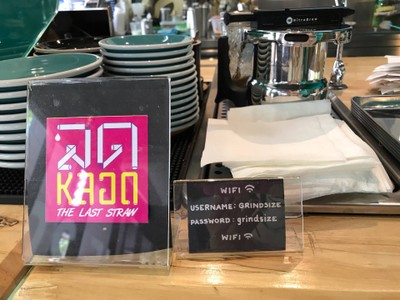 ลด
หลอด
THE LAST STRAW
WIFI
USERNAME: GRINDSIZE
PASSWORD: grindsize
WIFI